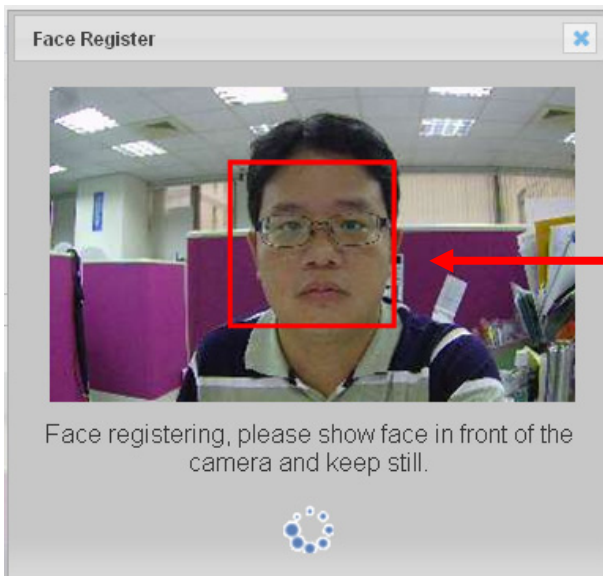 Face Register
Face registering, please show face in front of the
camera and keep still.